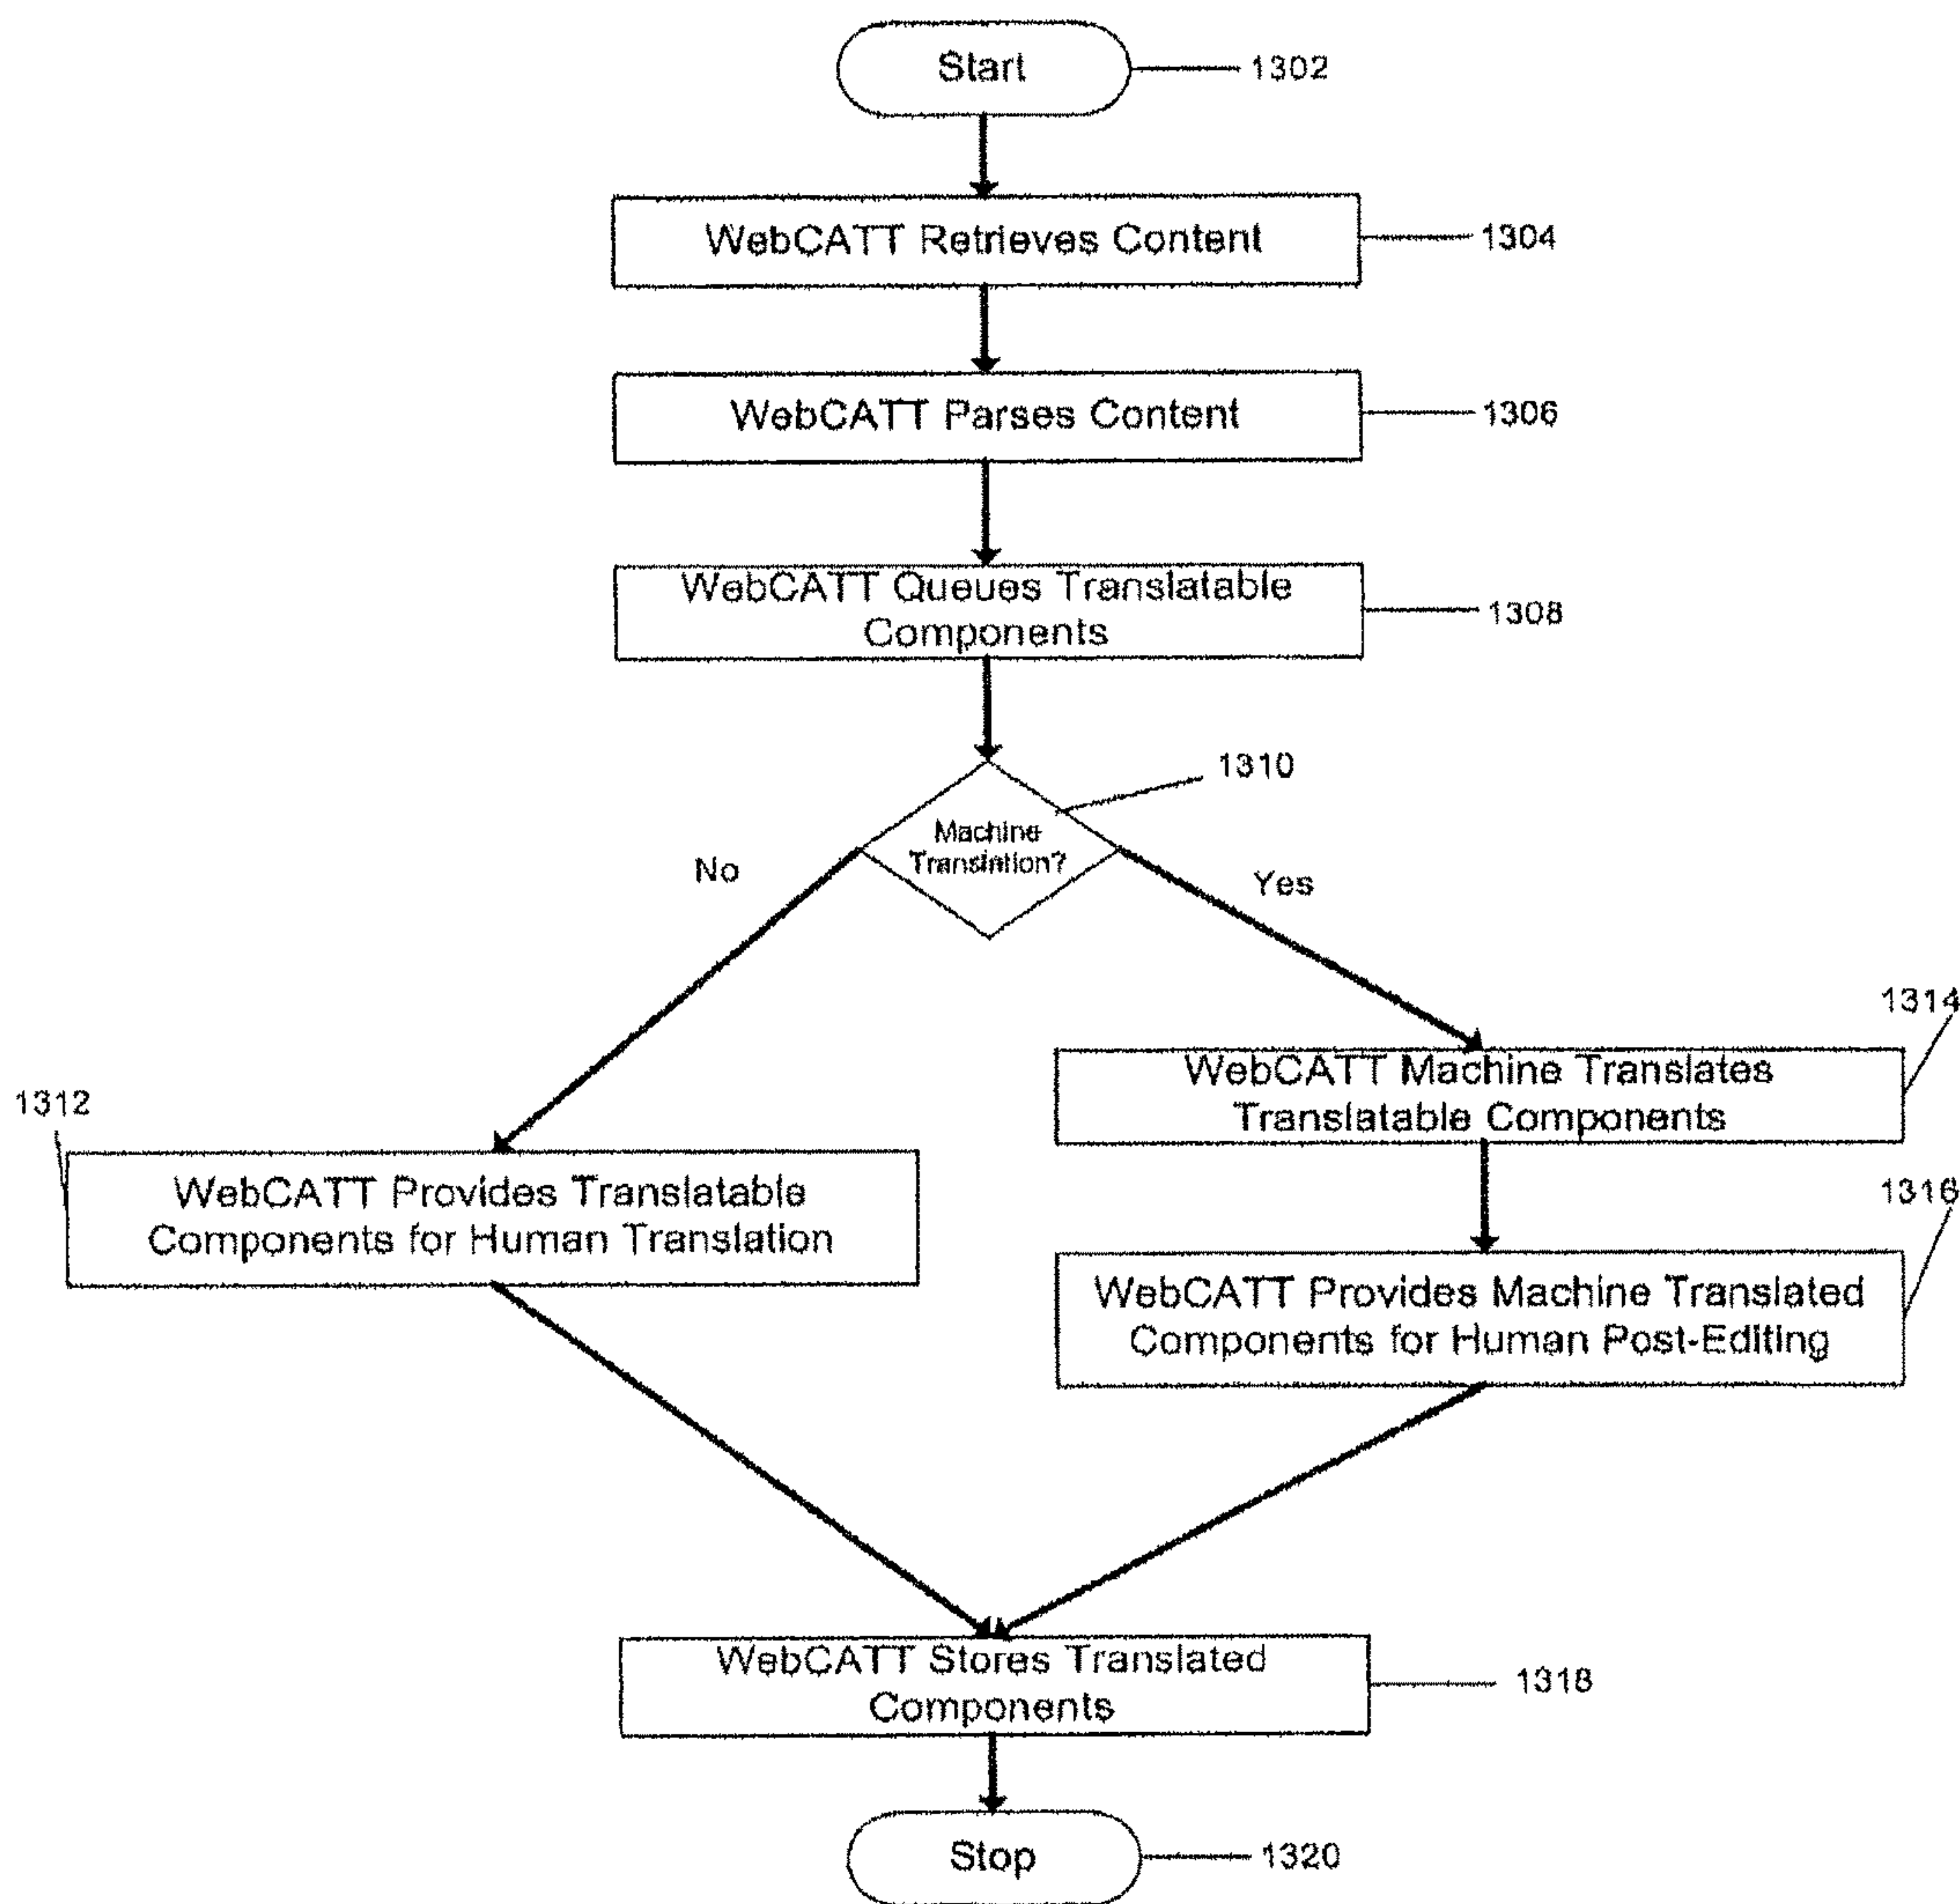 Start
1302
WebCATT Retrieves Content
1304
WebCATT Parses Content
1306
WebCATT Queues Translatable
Components
1308
1310
Machine
Translation?
No
Yes
1314
WebCATT Machine Translates
Translatable Components
1312
WebCATT Provides Translatable
Components for Human Translation
1316
WebCATT Provides Machine Translated
Components for Human Post-Editing
WebCATT Stores Translated
Components
1318
Stop
1320